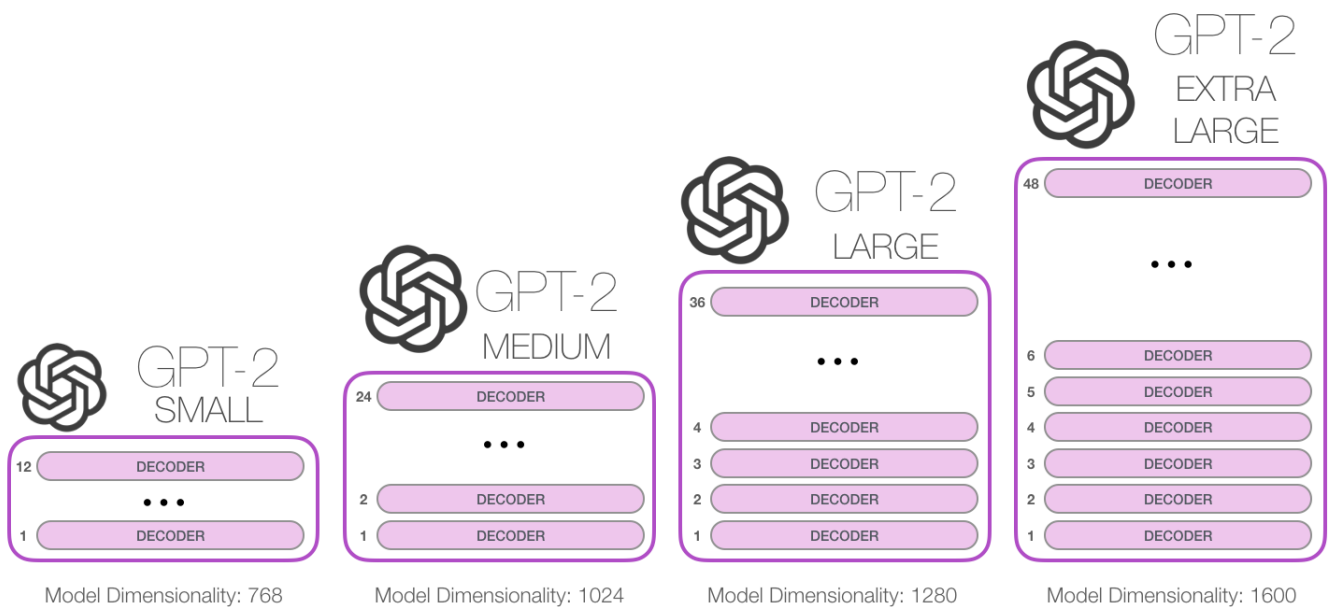 GPT-2
SMALL
12 DECODER
...
1 DECODER
Model Dimensionality: 768
GPT-2
MEDIUM
24 DECODER
...
2 DECODER
1 DECODER
Model Dimensionality: 1024
GPT-2
LARGE
36 DECODER
...
4 DECODER
3 DECODER
2 DECODER
1 DECODER
Model Dimensionality: 1280
GPT-2
EXTRA
LARGE
48 DECODER
...
6 DECODER
5 DECODER
4 DECODER
3 DECODER
2 DECODER
1 DECODER
Model Dimensionality: 1600